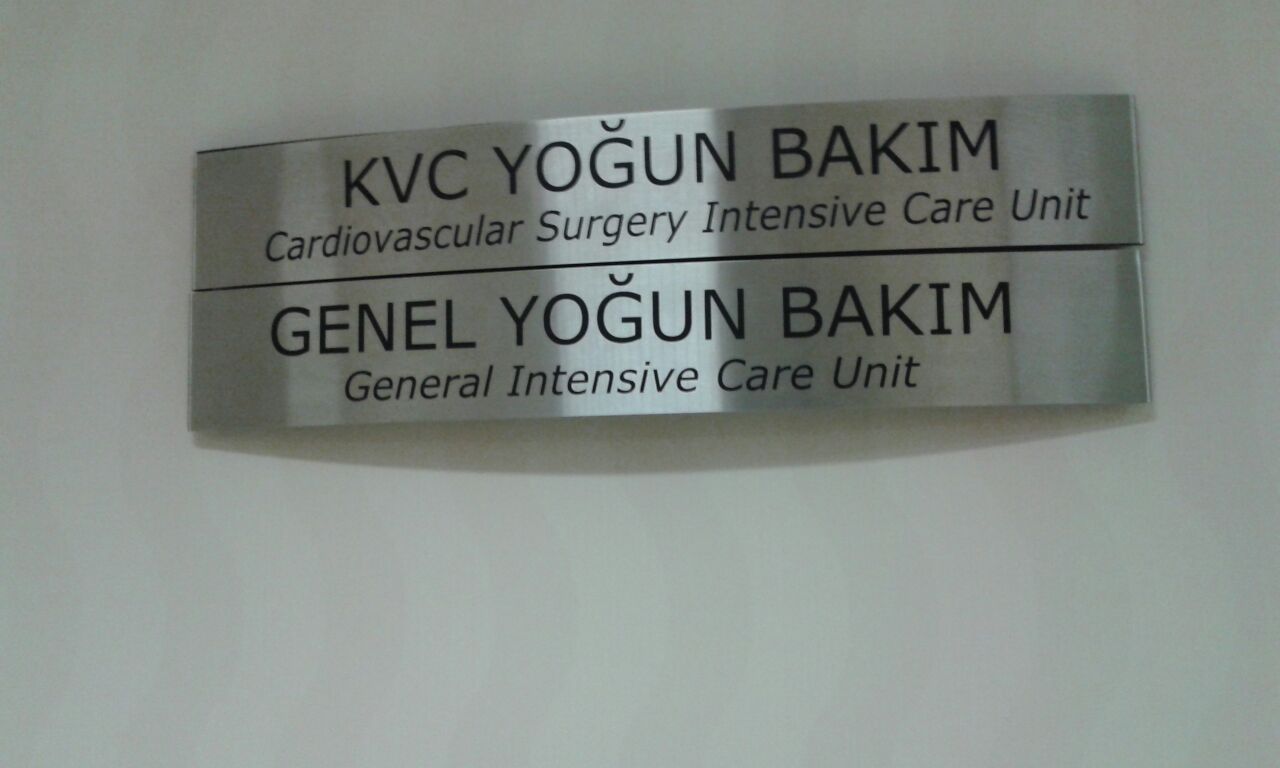 KVC YOĞUN BAKIM
Cardiovascular Surgery Intensive Care Unit
GENEL YOĞUN BAKIM
General Intensive Care Unit